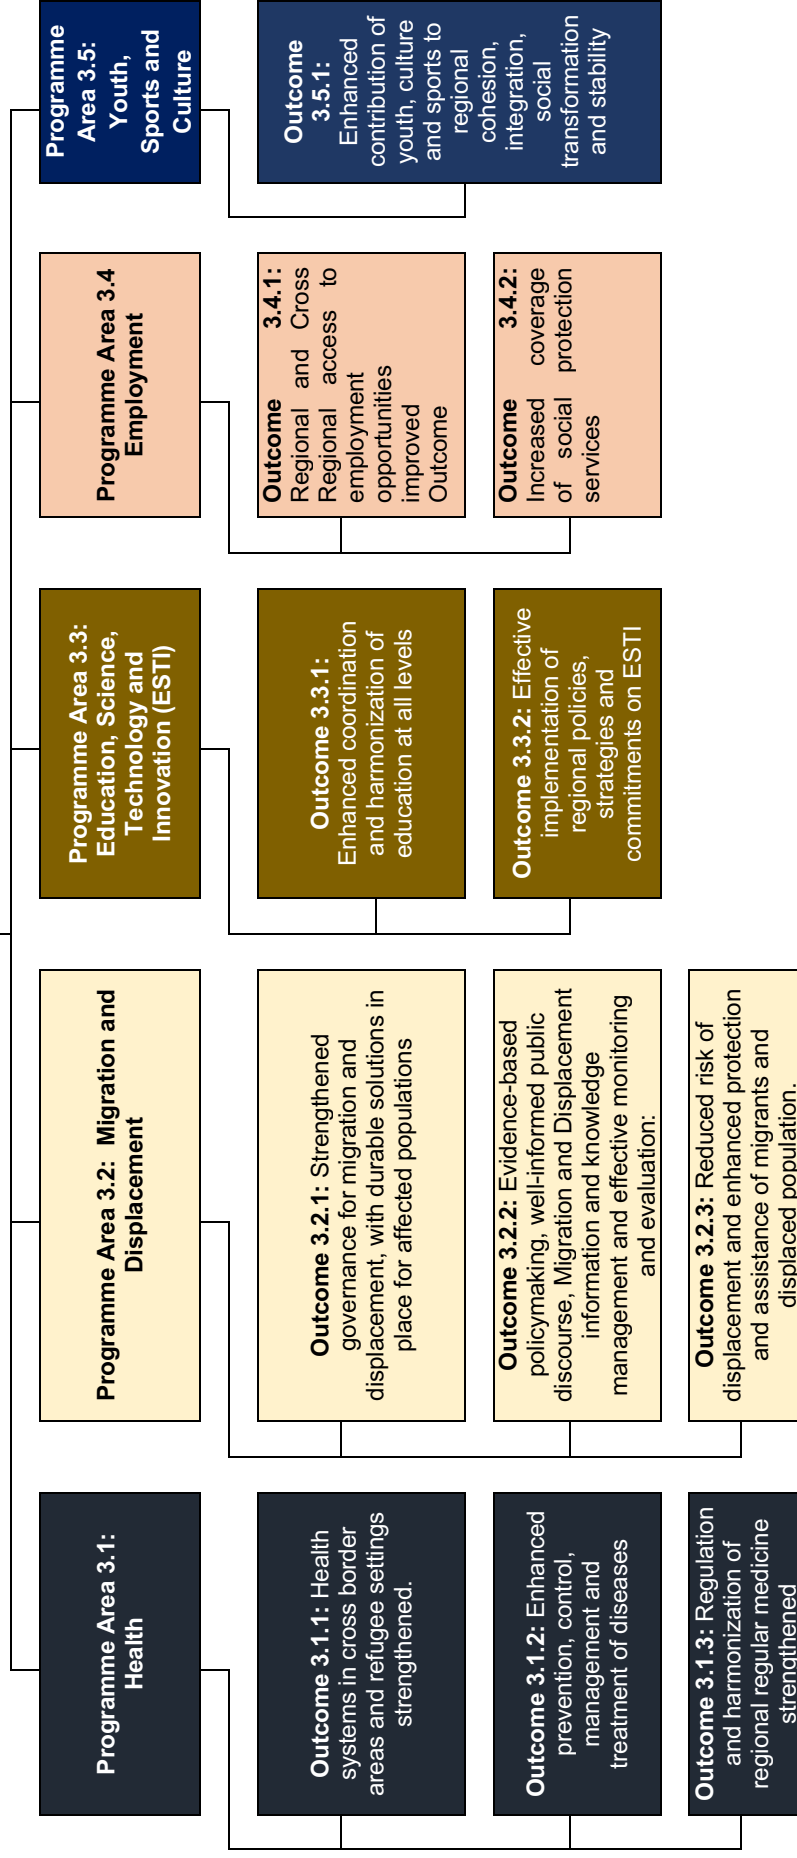 Programme Area 3.1:
Health
Outcome 3.1.1: Health
systems in cross border
areas and refugee settings
strengthened.
Outcome 3.1.2: Enhanced
prevention, control,
management and
treatment of diseases
Outcome 3.1.3: Regulation
and harmonization of
regional regular medicine
strengthened
Programme Area 3.2: Migration and
Displacement
Outcome 3.2.1: Strengthened
governance for migration and
displacement, with durable solutions in
place for affected populations
Outcome 3.2.2: Evidence-based
policymaking, well-informed public
discourse, Migration and Displacement
information and knowledge
management and effective monitoring
and evaluation:
Outcome 3.2.3: Reduced risk of
displacement and enhanced protection
and assistance of migrants and
displaced population.
Programme Area 3.3:
Education, Science,
Technology and
Innovation (ESTI)
Outcome 3.3.1:
Enhanced coordination
and harmonization of
education at all levels
Outcome 3.3.2: Effective
implementation of
regional policies,
strategies and
commitments on ESTI
Programme Area 3.4
Employment
Outcome 3.4.1:
Regional and Cross
Regional access to
employment
opportunities
improved
Outcome
Outcome 3.4.2:
Increased coverage
of social protection
services
Programme
Area 3.5:
Youth,
Sports and
Culture
Outcome
3.5.1:
Enhanced
contribution of
youth, culture
and sports to
regional
cohesion,
integration,
social
transformation
and stability